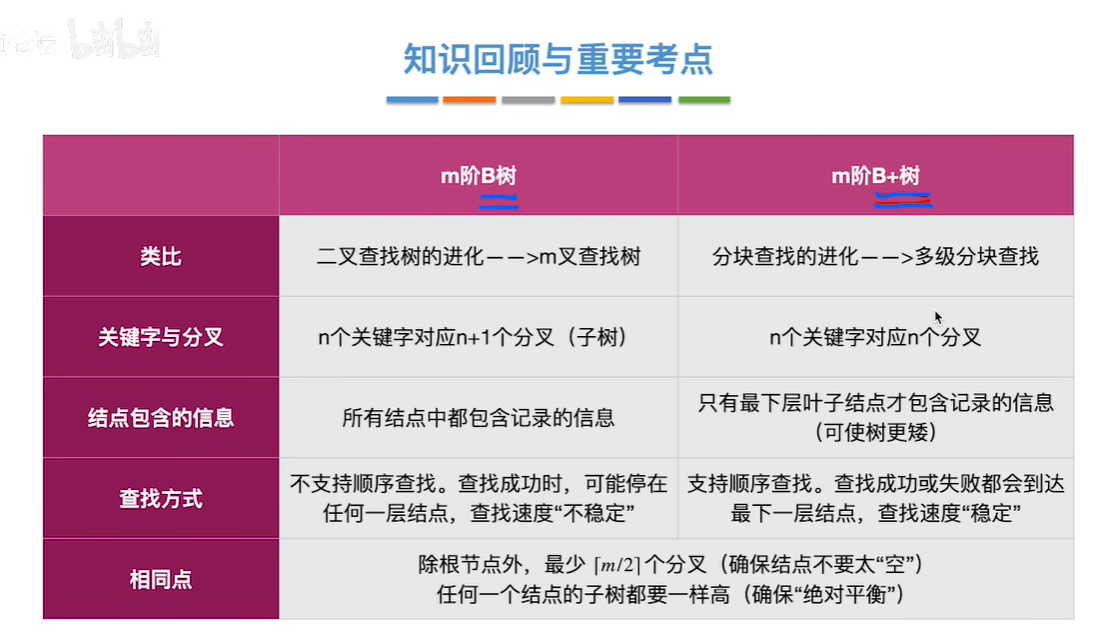 知识回顾与重要考点
m阶B树
m阶B+树
类比
二叉查找树的进化——>m叉查找树
分块查找的进化——>多级分块查找
关键字与分叉
n个关键字对应n+1个分叉（子树）
n个关键字对应n个分叉
结点包含的信息
所有结点中都包含记录的信息
只有最下层叶子结点才包含记录的信息
（可使树更矮）
查找方式
不支持顺序查找。查找成功时，可能停在
任何一层结点，查找速度“不稳定”
支持顺序查找。查找成功或失败都会到达
最下一层结点，查找速度“稳定”
相同点
除根节点外，最少⌈m/2⌉个分叉（确保结点不要太“空”）
任何一个结点的子树都要一样高（确保“绝对平衡”）